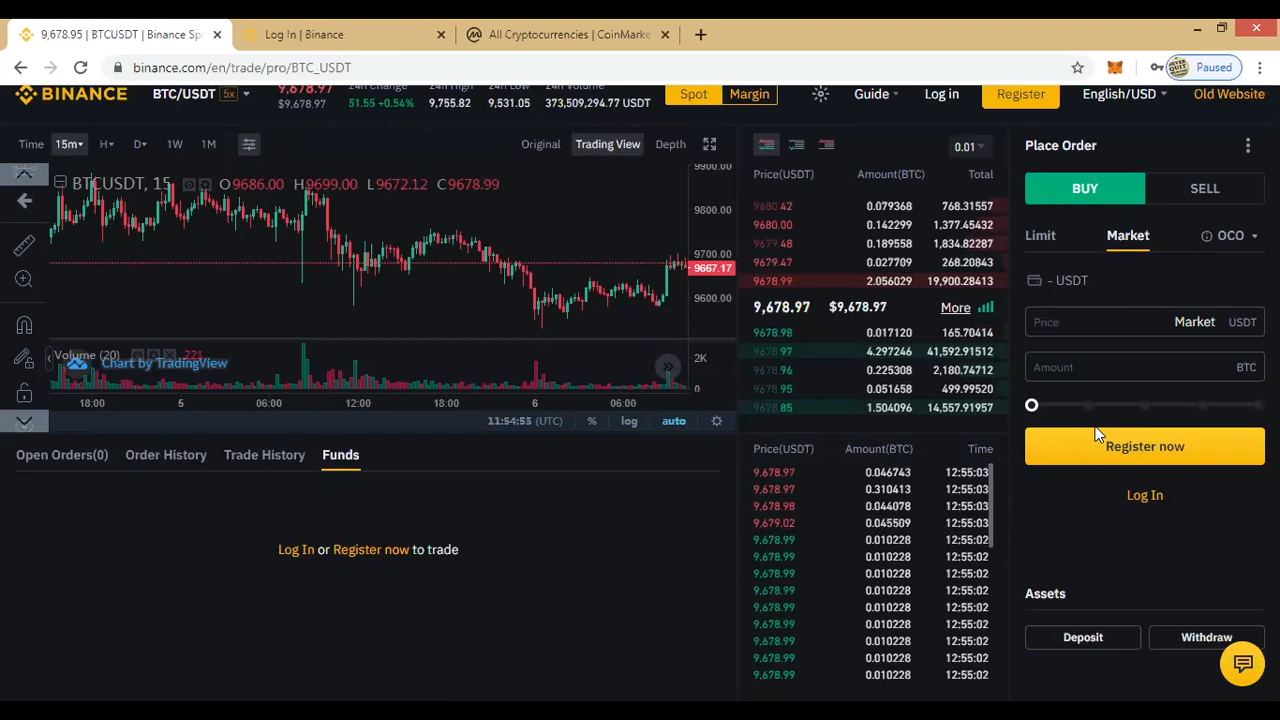 9,678.95 | BTCUSDT | Binance Spo
Log In | Binance
All Cryptocurrencies | CoinMarke
binance.com/en/trade/pro/BTC_USDT
Paused
BINANCE
BTC/USDT 5x
9,678.97
$9,678.97
24h Change
51.55 +0.54%
24h High
9,755.82
24h Low
9,531.05
24h Volume
373,509,294.77 USDT
Spot Margin
Guide Log in Register English/USD Old Website
Time 15m H D 1W 1M
Original Trading View Depth
BTCUSDT, 15 O9686.00 H9699.00 L9672.12 C9678.99
9900.00
9800.00
9700.00
9667.17
9600.00
Volume (20) 221
Chart by TradingView
2K
0
18:00 5 06:00 12:00 18:00 6 06:00
11:54:55 (UTC) % log auto
0.01
Price(USDT) Amount(BTC) Total
9680.42 0.079368 768.31557
9680.00 0.142299 1,377.45432
9679.48 0.189558 1,834.82287
9679.47 0.027709 268.20843
9678.99 2.056029 19,900.28413
9,678.97 $9,678.97 More
9678.98 0.017120 165.70414
9678.97 4.297246 41,592.91512
9678.96 0.225308 2,180.74712
9678.95 0.051658 499.99520
9678.85 1.504096 14,557.91957
Price(USDT) Amount(BTC) Time
9,678.97 0.046743 12:55:03
9,678.97 0.310413 12:55:03
9,678.98 0.044078 12:55:03
9,679.02 0.045509 12:55:03
9,678.99 0.010228 12:55:02
9,678.99 0.010228 12:55:02
9,678.99 0.010228 12:55:02
9,678.99 0.010228 12:55:02
9,678.99 0.010228 12:55:02
9,678.99 0.010228 12:55:02
9,678.99 0.010228 12:55:02
9,678.99 0.010228 12:55:02
9,678.99 0.010228 12:55:02
Place Order
BUY SELL
Limit Market OCO
- USDT
Price Market USDT
Amount BTC
Register now
Log In
Assets
Deposit Withdraw
Open Orders(0) Order History Trade History Funds
Log In or Register now to trade